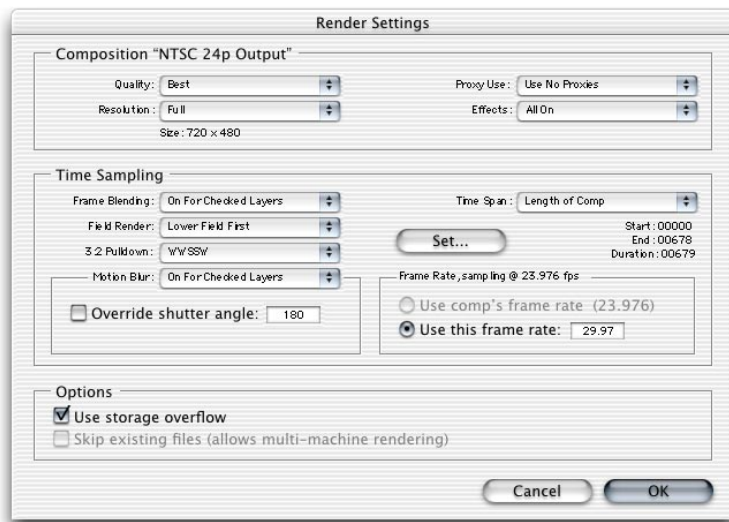 Render Settings
Composition “NTSC 24p Output”
Quality: Best
Proxy Use: Use No Proxies
Resolution: Full
Effects: All On
Size: 720 x 480
Time Sampling
Frame Blending: On For Checked Layers
Time Span: Length of Comp
Field Render: Lower Field First
Set...
Start: 00000
End: 00678
Duration: 00679
3:2 Pulldown: WWSSW
Motion Blur: On For Checked Layers
Override shutter angle: 180
Frame Rate, sampling @ 23.976 fps
Use comp's frame rate (23.976)
Use this frame rate: 29.97
Options
Use storage overflow
Skip existing files (allows multi-machine rendering)
Cancel
OK